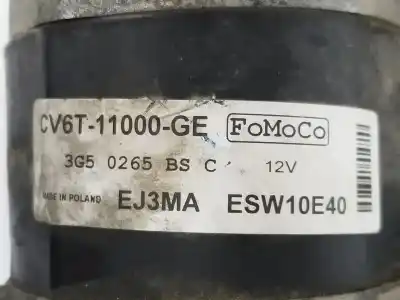 CV6T-11000-GE FoMoCo
3G5 0265 BS C 12V
MADE IN POLAND EJ3MA ESW10E40